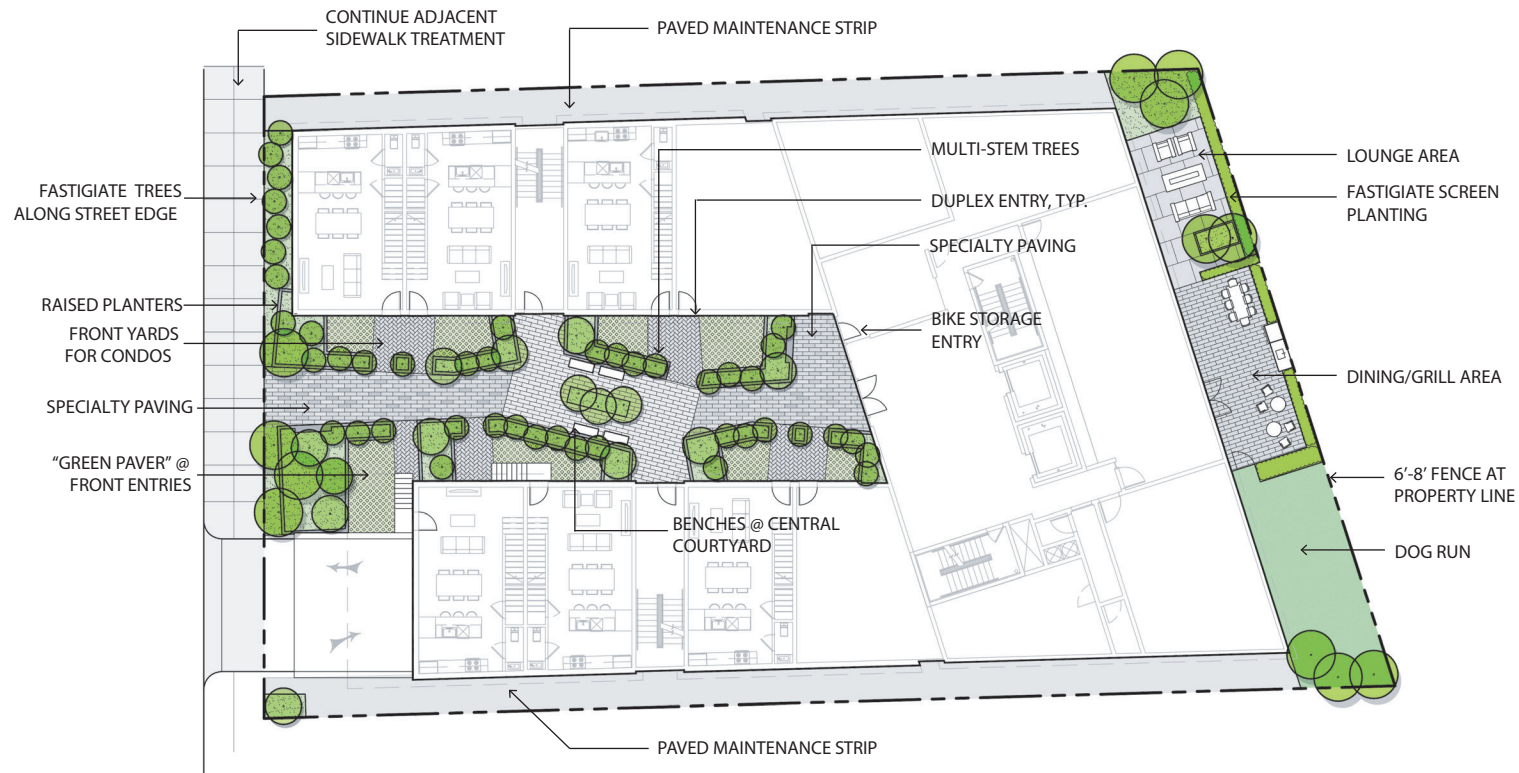 CONTINUE ADJACENT
SIDEWALK TREATMENT
PAVED MAINTENANCE STRIP
FASTIGIATE TREES
ALONG STREET EDGE
RAISED PLANTERS
FRONT YARDS
FOR CONDOS
SPECIALTY PAVING
“GREEN PAVER” @
FRONT ENTRIES
MULTI-STEM TREES
DUPLEX ENTRY, TYP.
SPECIALTY PAVING
BIKE STORAGE
ENTRY
BENCHES @ CENTRAL
COURTYARD
PAVED MAINTENANCE STRIP
LOUNGE AREA
FASTIGIATE SCREEN
PLANTING
DINING/GRILL AREA
6’-8’ FENCE AT
PROPERTY LINE
DOG RUN